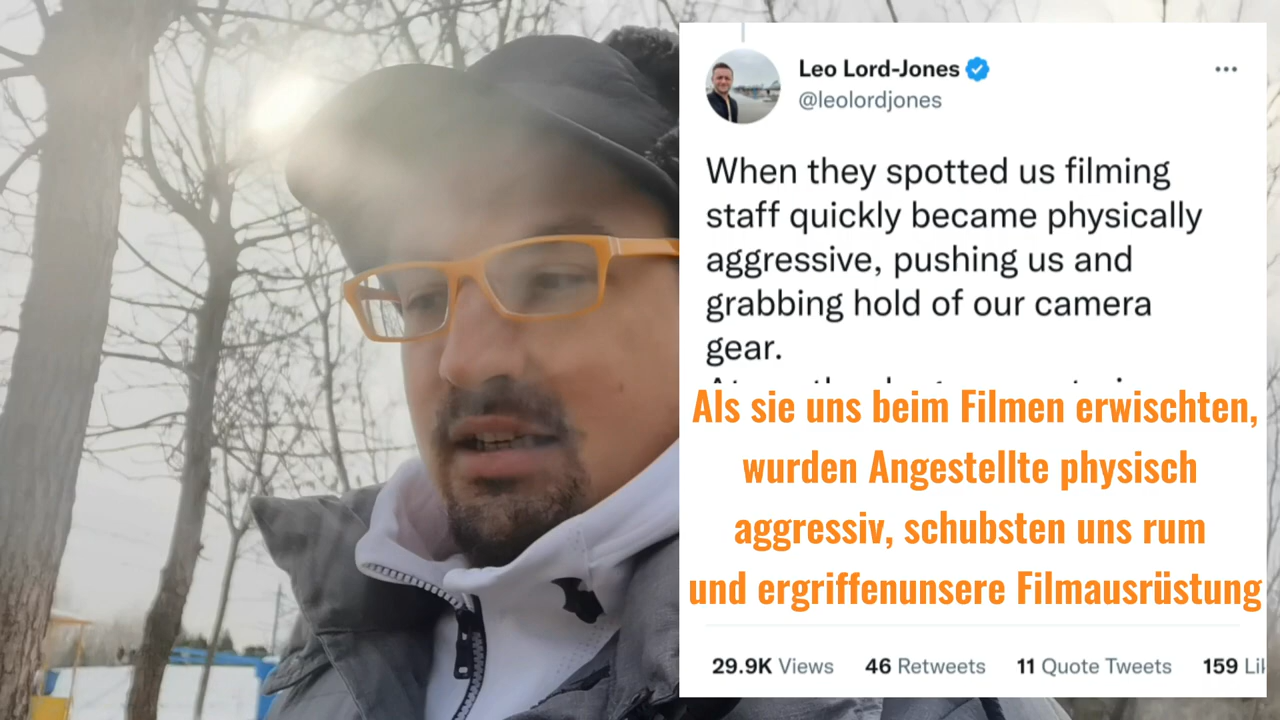 Leo Lord-Jones
@leolordjones
When they spotted us filming
staff quickly became physically
aggressive, pushing us and
grabbing hold of our camera
gear.
Als sie uns beim Filmen erwischten,
wurden Angestellte physisch
aggressiv, schubsten uns rum
und ergriffenunsere Filmausrüstung
29.9K Views 46 Retweets 11 Quote Tweets 159 Lik